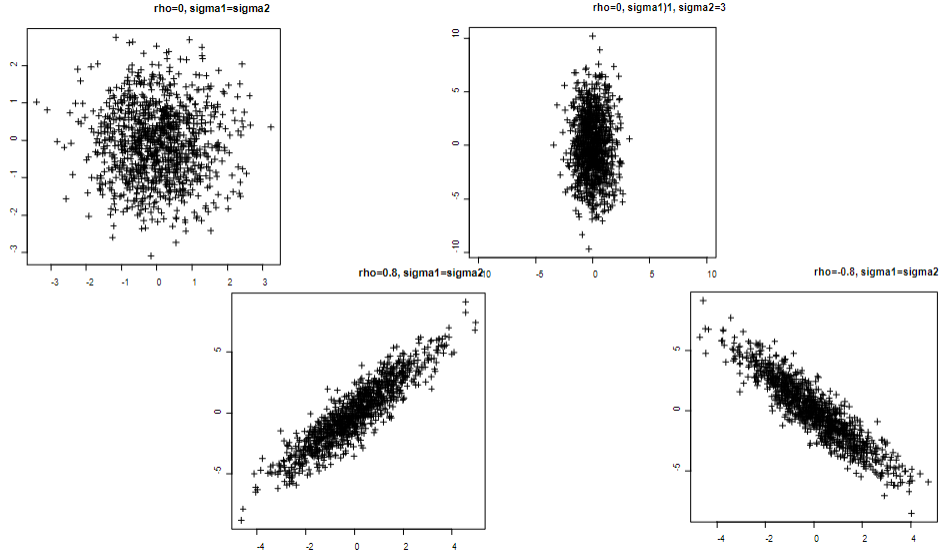 rho=0, sigma1=sigma2
2
1
0
-1
-2
-3
-3 -2 -1 0 1 2 3
rho=0, sigma1)1, sigma2=3
10
5
0
-5
-10
-10 -5 0 5 10
rho=0.8, sigma1=sigma2
5
0
-5
-4 -2 0 2 4
rho=-0.8, sigma1=sigma2
5
0
-5
-4 -2 0 2 4